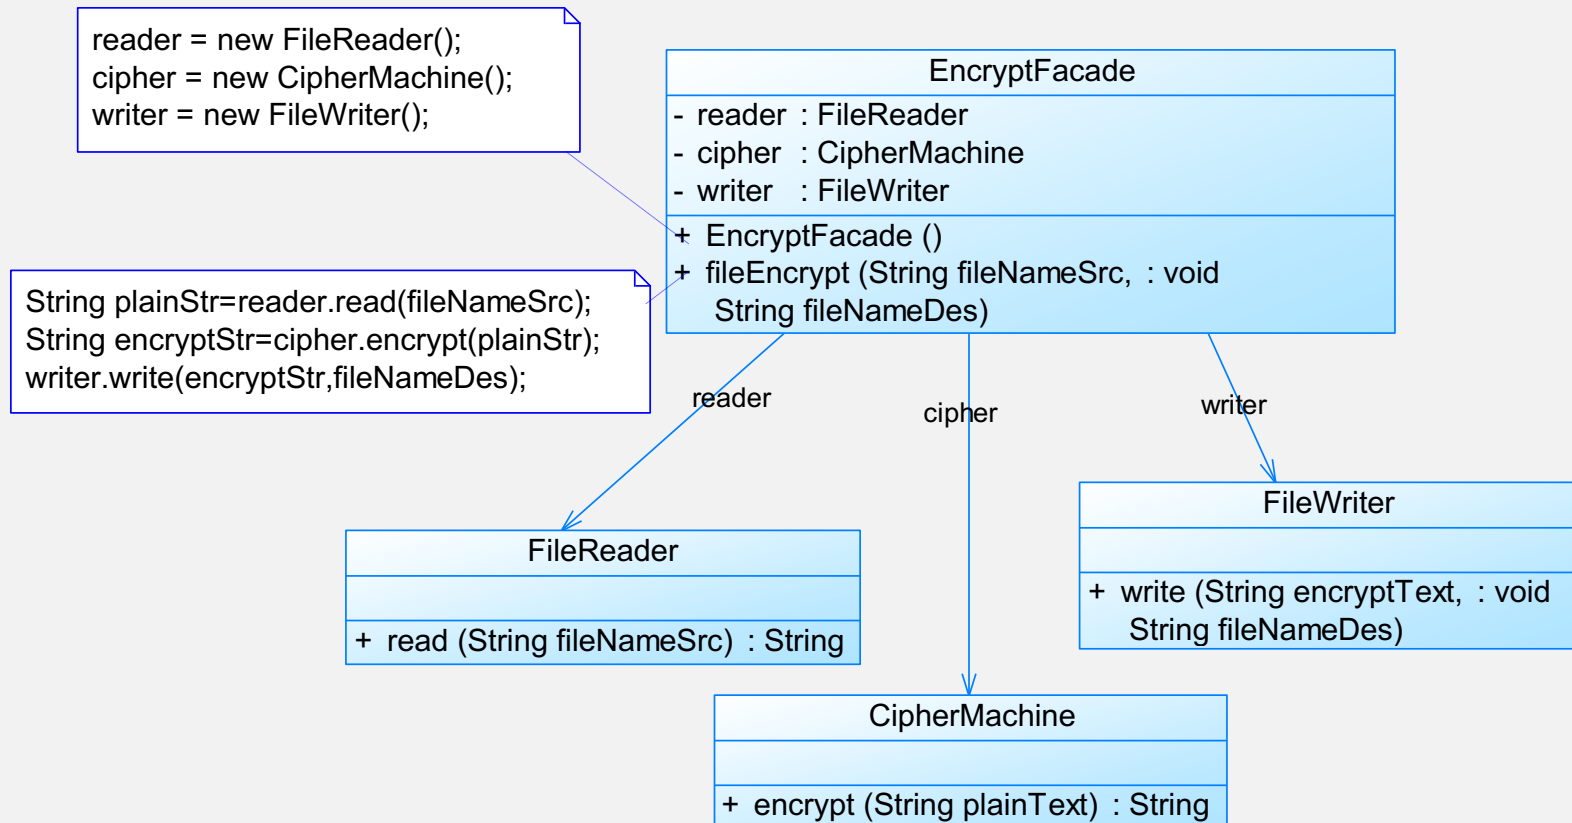 reader = new FileReader();
cipher = new CipherMachine();
writer = new FileWriter();
EncryptFacade
- reader : FileReader
- cipher : CipherMachine
- writer : FileWriter
+ EncryptFacade ()
+ fileEncrypt (String fileNameSrc, : void
String fileNameDes)
String plainStr=reader.read(fileNameSrc);
String encryptStr=cipher.encrypt(plainStr);
writer.write(encryptStr,fileNameDes);
reader
cipher
writer
FileReader
+ read (String fileNameSrc) : String
FileWriter
+ write (String encryptText, : void
String fileNameDes)
CipherMachine
+ encrypt (String plainText) : String